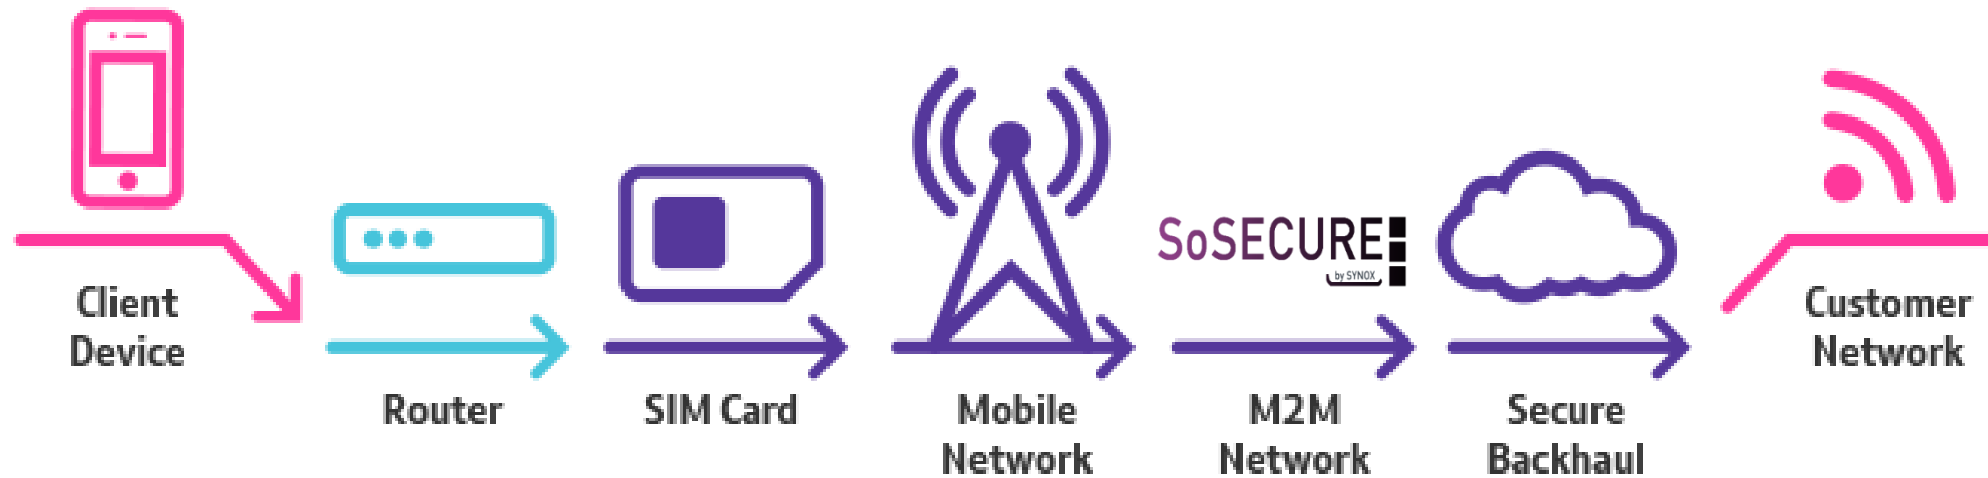 Client
Device
Router
SIM Card
Mobile
Network
SoSECURE
by SYNOX
M2M
Network
Secure
Backhaul
Customer
Network